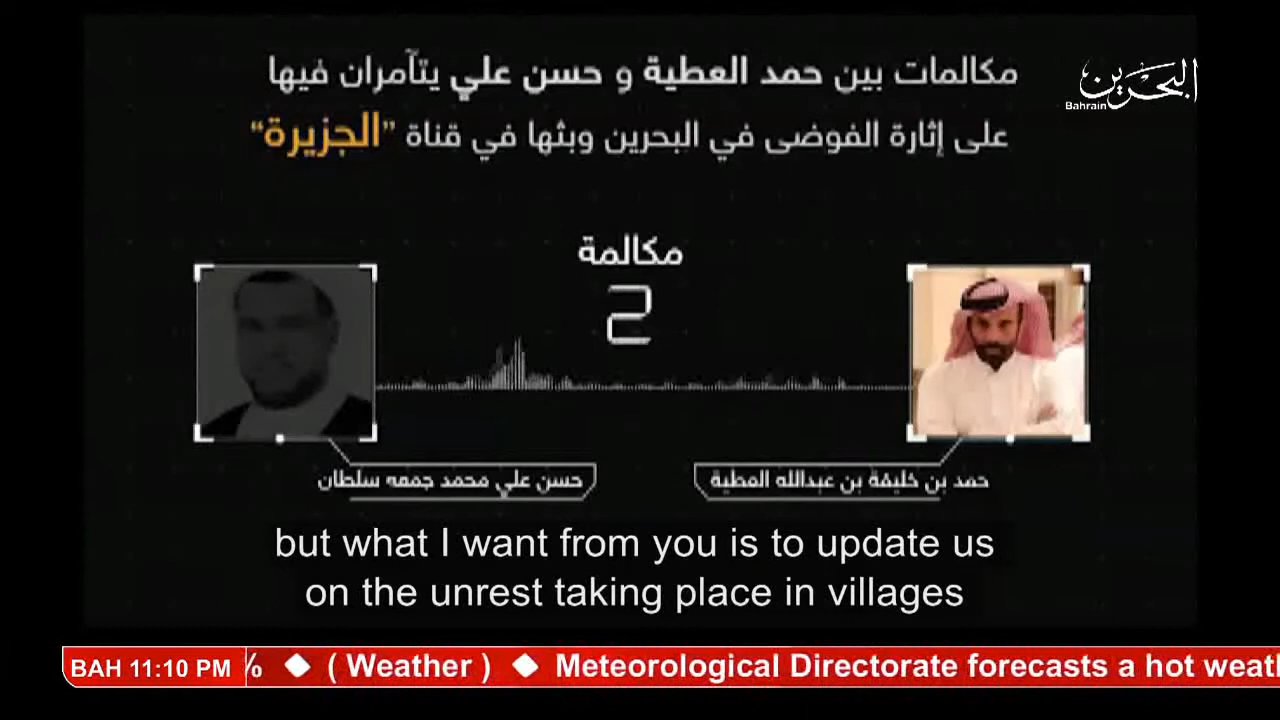 مكالمات بين حمد العطية و حسن علي يتآمران فيها
على إثارة الفوضى في البحرين وبثها في قناة ”الجزيرة“
البحرين
Bahrain
مكالمة
2
حمد بن خليفة بن عبدالله العطية
حسن علي محمد جمعه سلطان
but what I want from you is to update us
on the unrest taking place in villages
BAH 11:10 PM % ◆ ( Weather ) ◆ Meteorological Directorate forecasts a hot weat